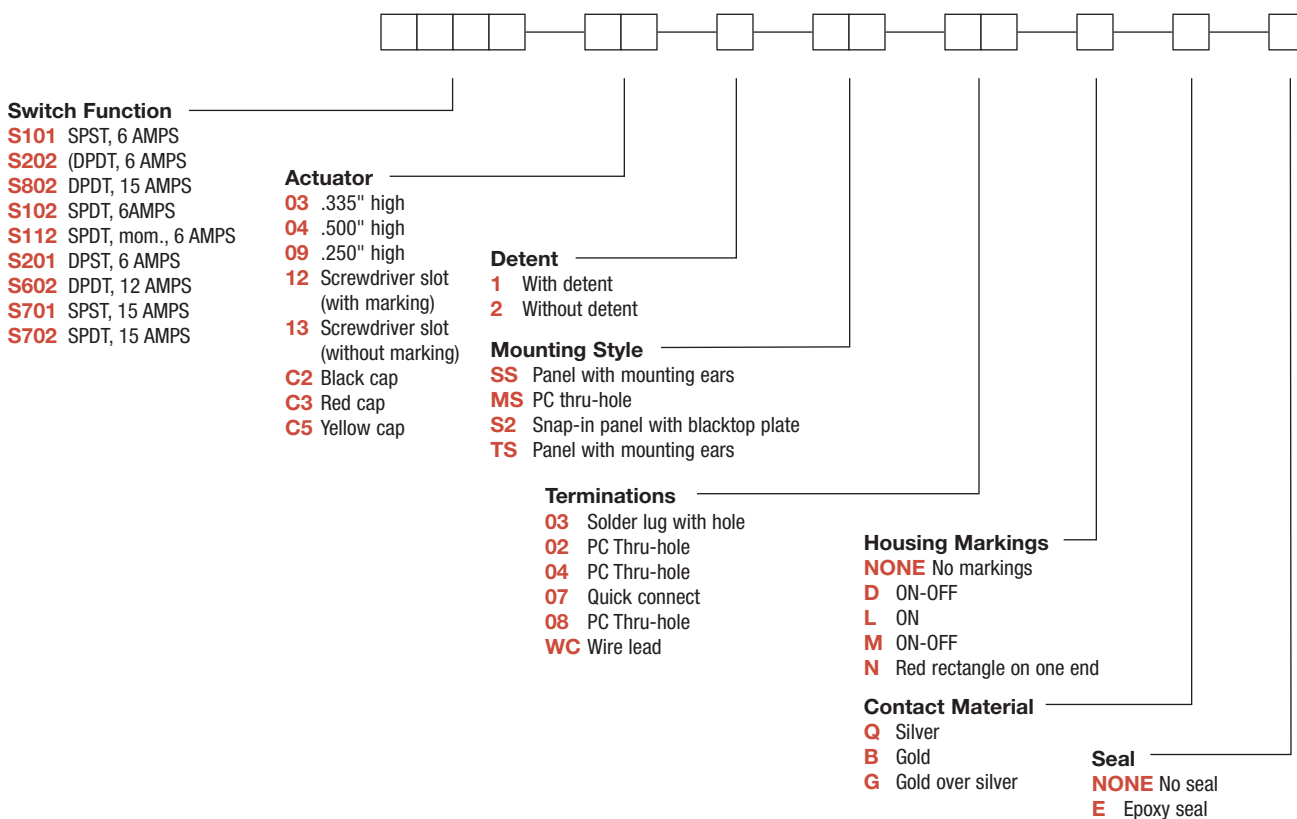 Switch Function
S101 SPST, 6 AMPS
S202 (DPDT, 6 AMPS
S802 DPDT, 15 AMPS
S102 SPDT, 6AMPS
S112 SPDT, mom., 6 AMPS
S201 DPST, 6 AMPS
S602 DPDT, 12 AMPS
S701 SPST, 15 AMPS
S702 SPDT, 15 AMPS
Actuator
03 .335" high
04 .500" high
09 .250" high
12 Screwdriver slot
(with marking)
13 Screwdriver slot
(without marking)
C2 Black cap
C3 Red cap
C5 Yellow cap
Detent
1 With detent
2 Without detent
Mounting Style
SS Panel with mounting ears
MS PC thru-hole
S2 Snap-in panel with blacktop plate
TS Panel with mounting ears
Terminations
03 Solder lug with hole
02 PC Thru-hole
04 PC Thru-hole
07 Quick connect
08 PC Thru-hole
WC Wire lead
Housing Markings
NONE No markings
D ON-OFF
L ON
M ON-OFF
N Red rectangle on one end
Contact Material
Q Silver
B Gold
G Gold over silver
Seal
NONE No seal
E Epoxy seal